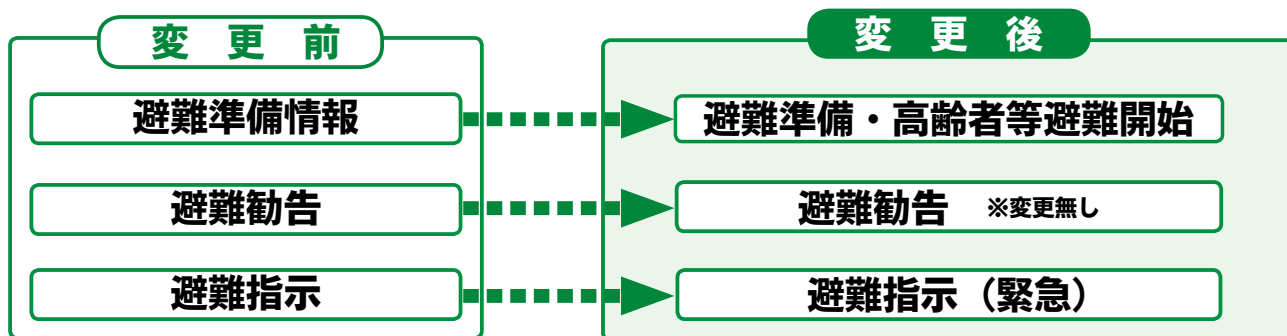 変更前
変更後
避難準備情報
避難準備・高齢者等避難開始
避難勧告
避難勧告 ※変更無し
避難指示
避難指示（緊急）